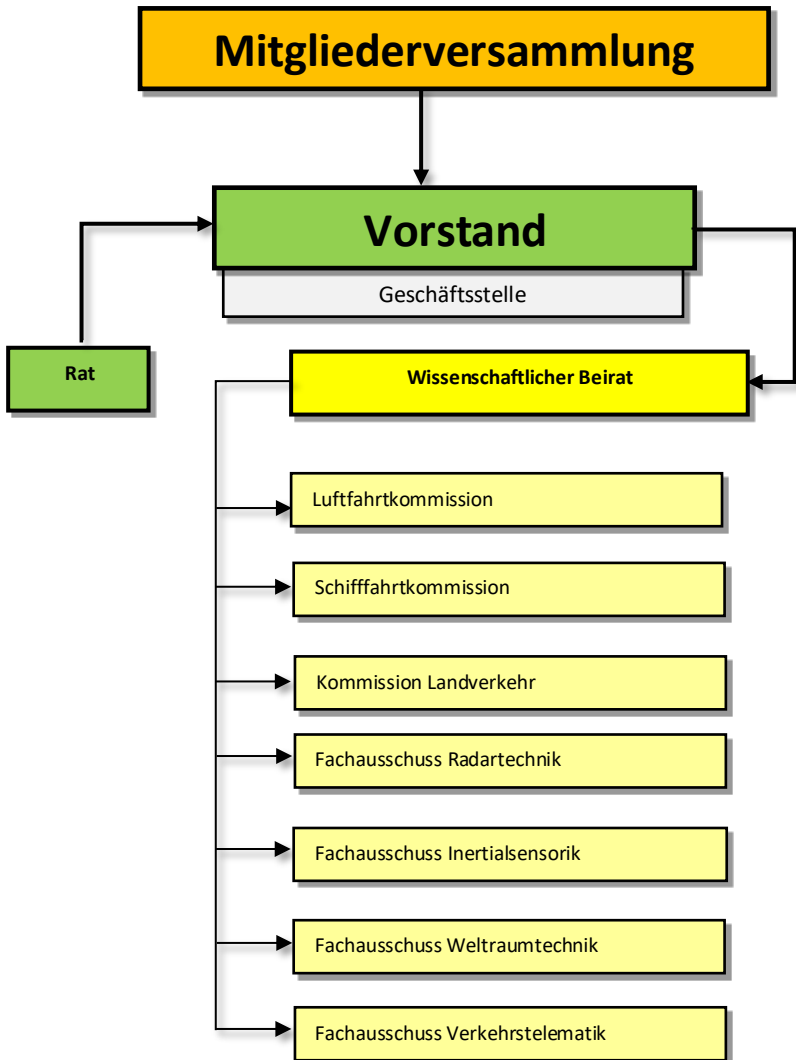 Mitgliederversammlung
Vorstand
Geschäftsstelle
Rat
Wissenschaftlicher Beirat
Luftfahrtkommission
Schifffahrtkommission
Kommission Landverkehr
Fachausschuss Radartechnik
Fachausschuss Inertialsensorik
Fachausschuss Weltraumtechnik
Fachausschuss Verkehrstelematik